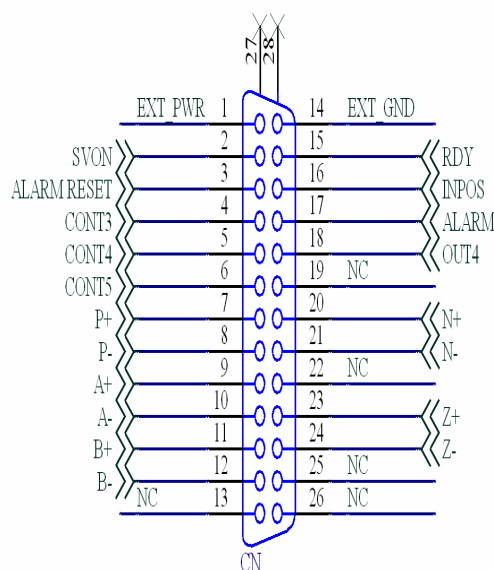 27 28
EXT_PWR 1 14 EXT_GND
2 15
SVON RDY
3 16
ALARM RESET INPOS
4 17
CONT3 ALARM
5 18
CONT4 OUT4
6 19 NC
CONT5
7 20
P+ N+
8 21
P- N-
9 22 NC
A+
10 23
A- Z+
11 24
B+ Z-
12 25 NC
B-
NC 13 26 NC
CN